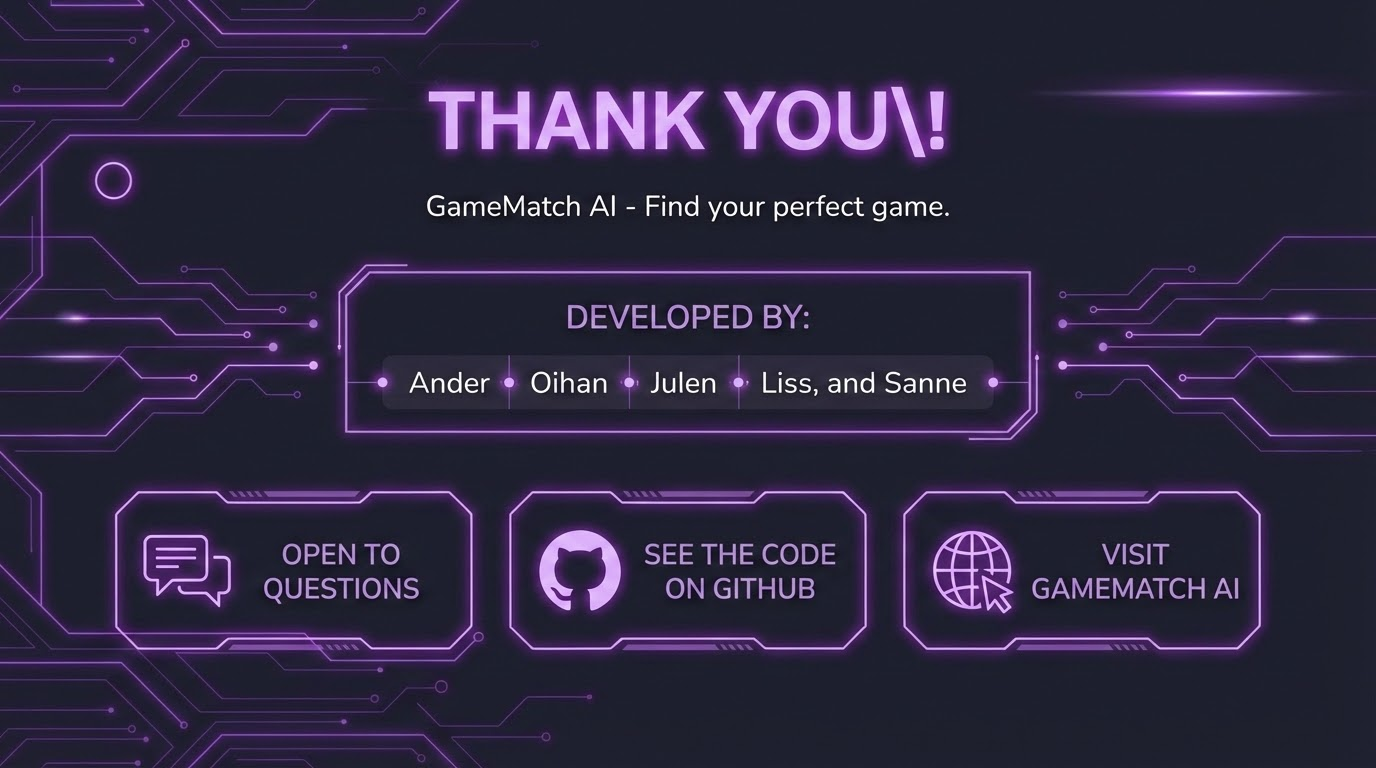 THANK YOU\!
GameMatch AI - Find your perfect game.
DEVELOPED BY:
Ander Oihan Julen Liss, and Sanne
OPEN TO
QUESTIONS
SEE THE CODE
ON GITHUB
VISIT
GAMEMATCH AI